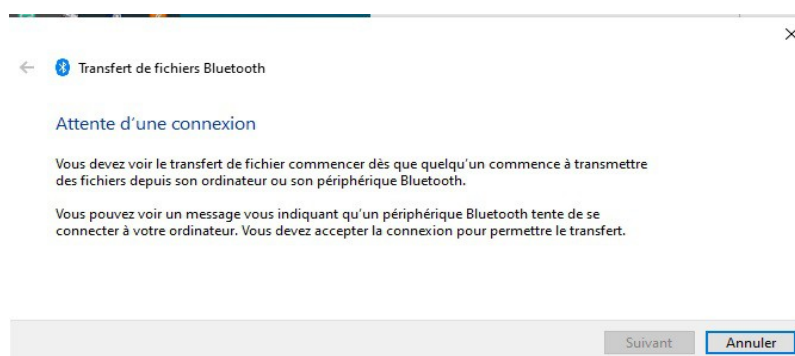 Transfert de fichiers Bluetooth
Attente d'une connexion
Vous devez voir le transfert de fichier commencer dès que quelqu'un commence à transmettre
des fichiers depuis son ordinateur ou son périphérique Bluetooth.
Vous pouvez voir un message vous indiquant qu'un périphérique Bluetooth tente de se
connecter à votre ordinateur. Vous devez accepter la connexion pour permettre le transfert.
Suivant Annuler